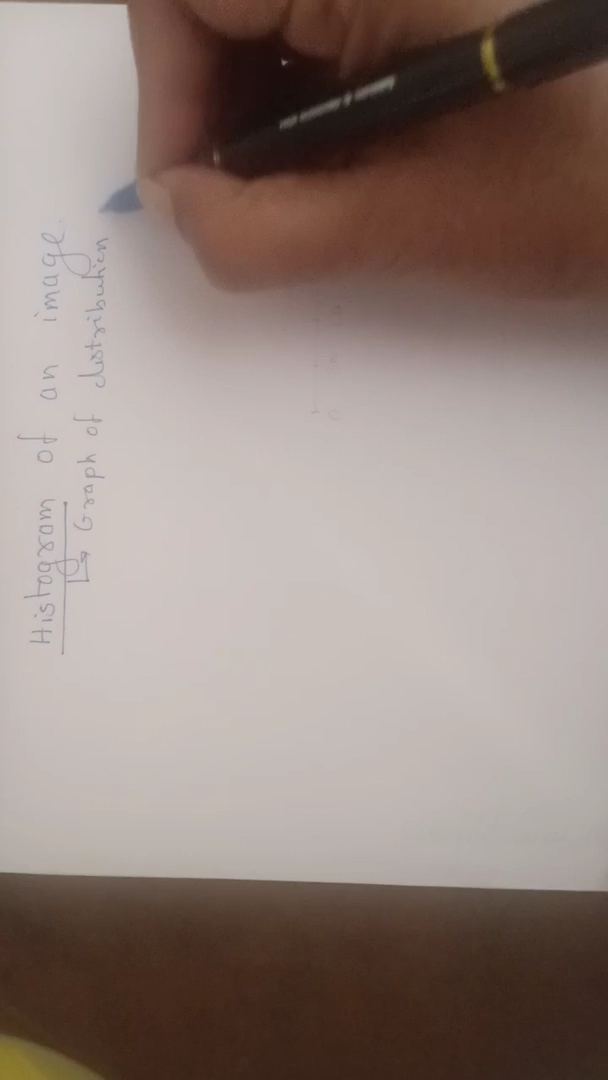 Histogram of an image.
↳ Graph of distribution